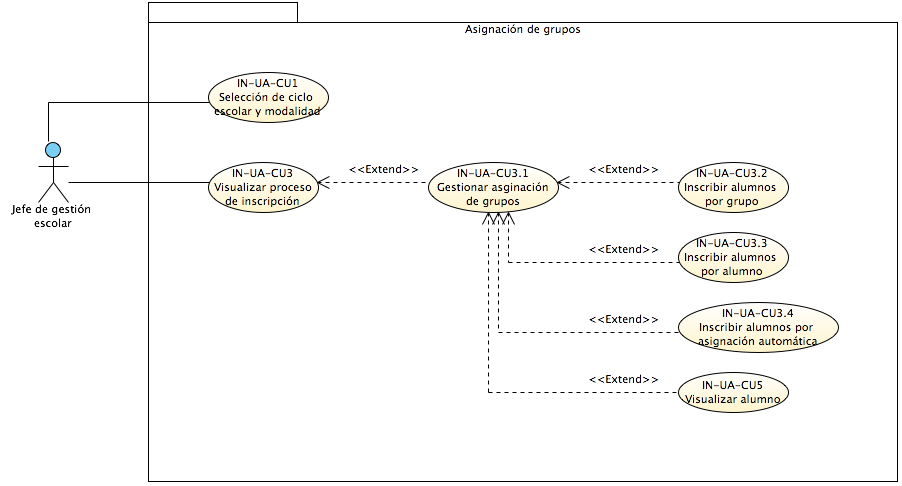 Asignación de grupos
IN-UA-CU1
Selección de ciclo
escolar y modalidad
Jefe de gestión
escolar
IN-UA-CU3
Visualizar proceso
de inscripción
<<Extend>>
IN-UA-CU3.1
Gestionar asginación
de grupos
<<Extend>>
IN-UA-CU3.2
Inscribir alumnos
por grupo
<<Extend>>
IN-UA-CU3.3
Inscribir alumnos
por alumno
<<Extend>>
IN-UA-CU3.4
Inscribir alumnos por
asignación automática
<<Extend>>
IN-UA-CU5
Visualizar alumno